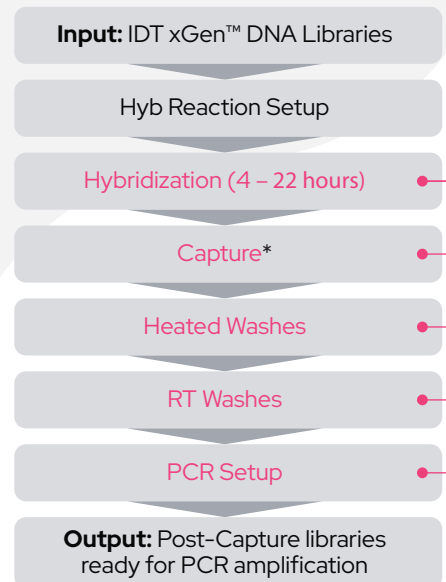 Input: IDT xGen™ DNA Libraries
Hyb Reaction Setup
Hybridization (4 – 22 hours)
Capture*
Heated Washes
RT Washes
PCR Setup
Output: Post-Capture libraries
ready for PCR amplification